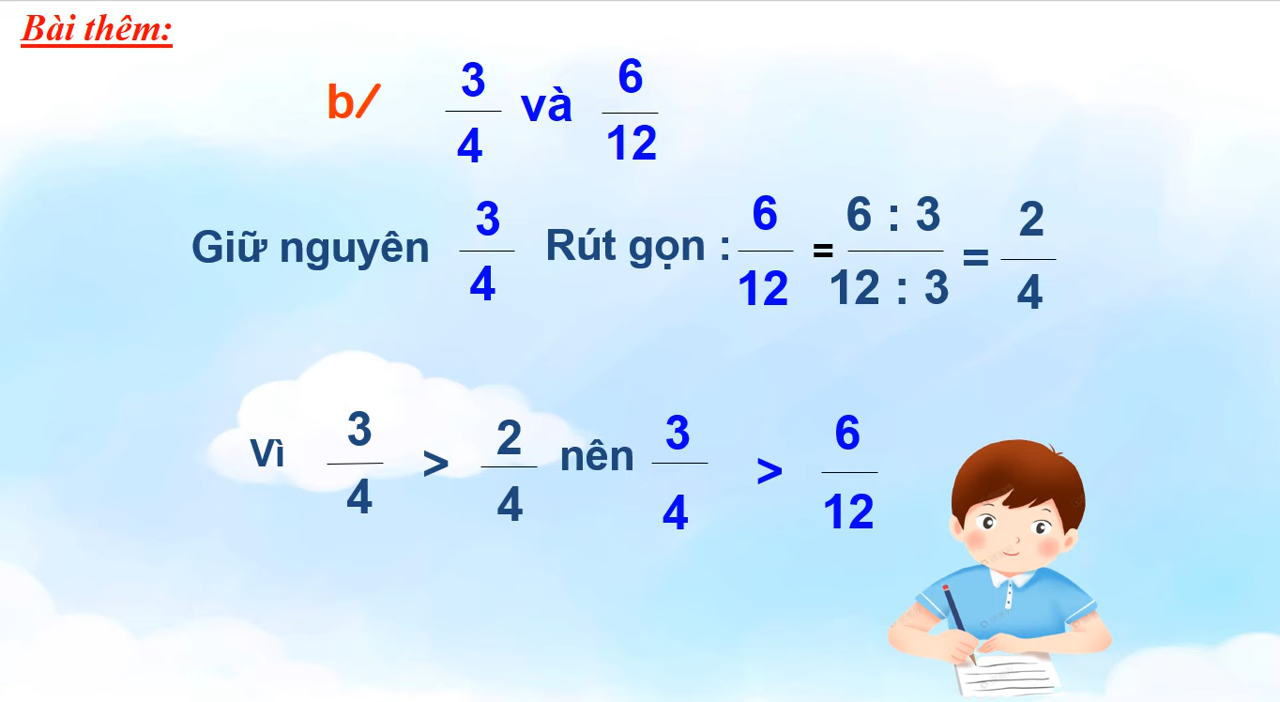 Bài thêm:
b/ 3/4 và 6/12
Giữ nguyên 3/4 Rút gọn : 6/12 = 6 : 3/12 : 3 = 2/4
Vì 3/4 > 2/4 nên 3/4 > 6/12